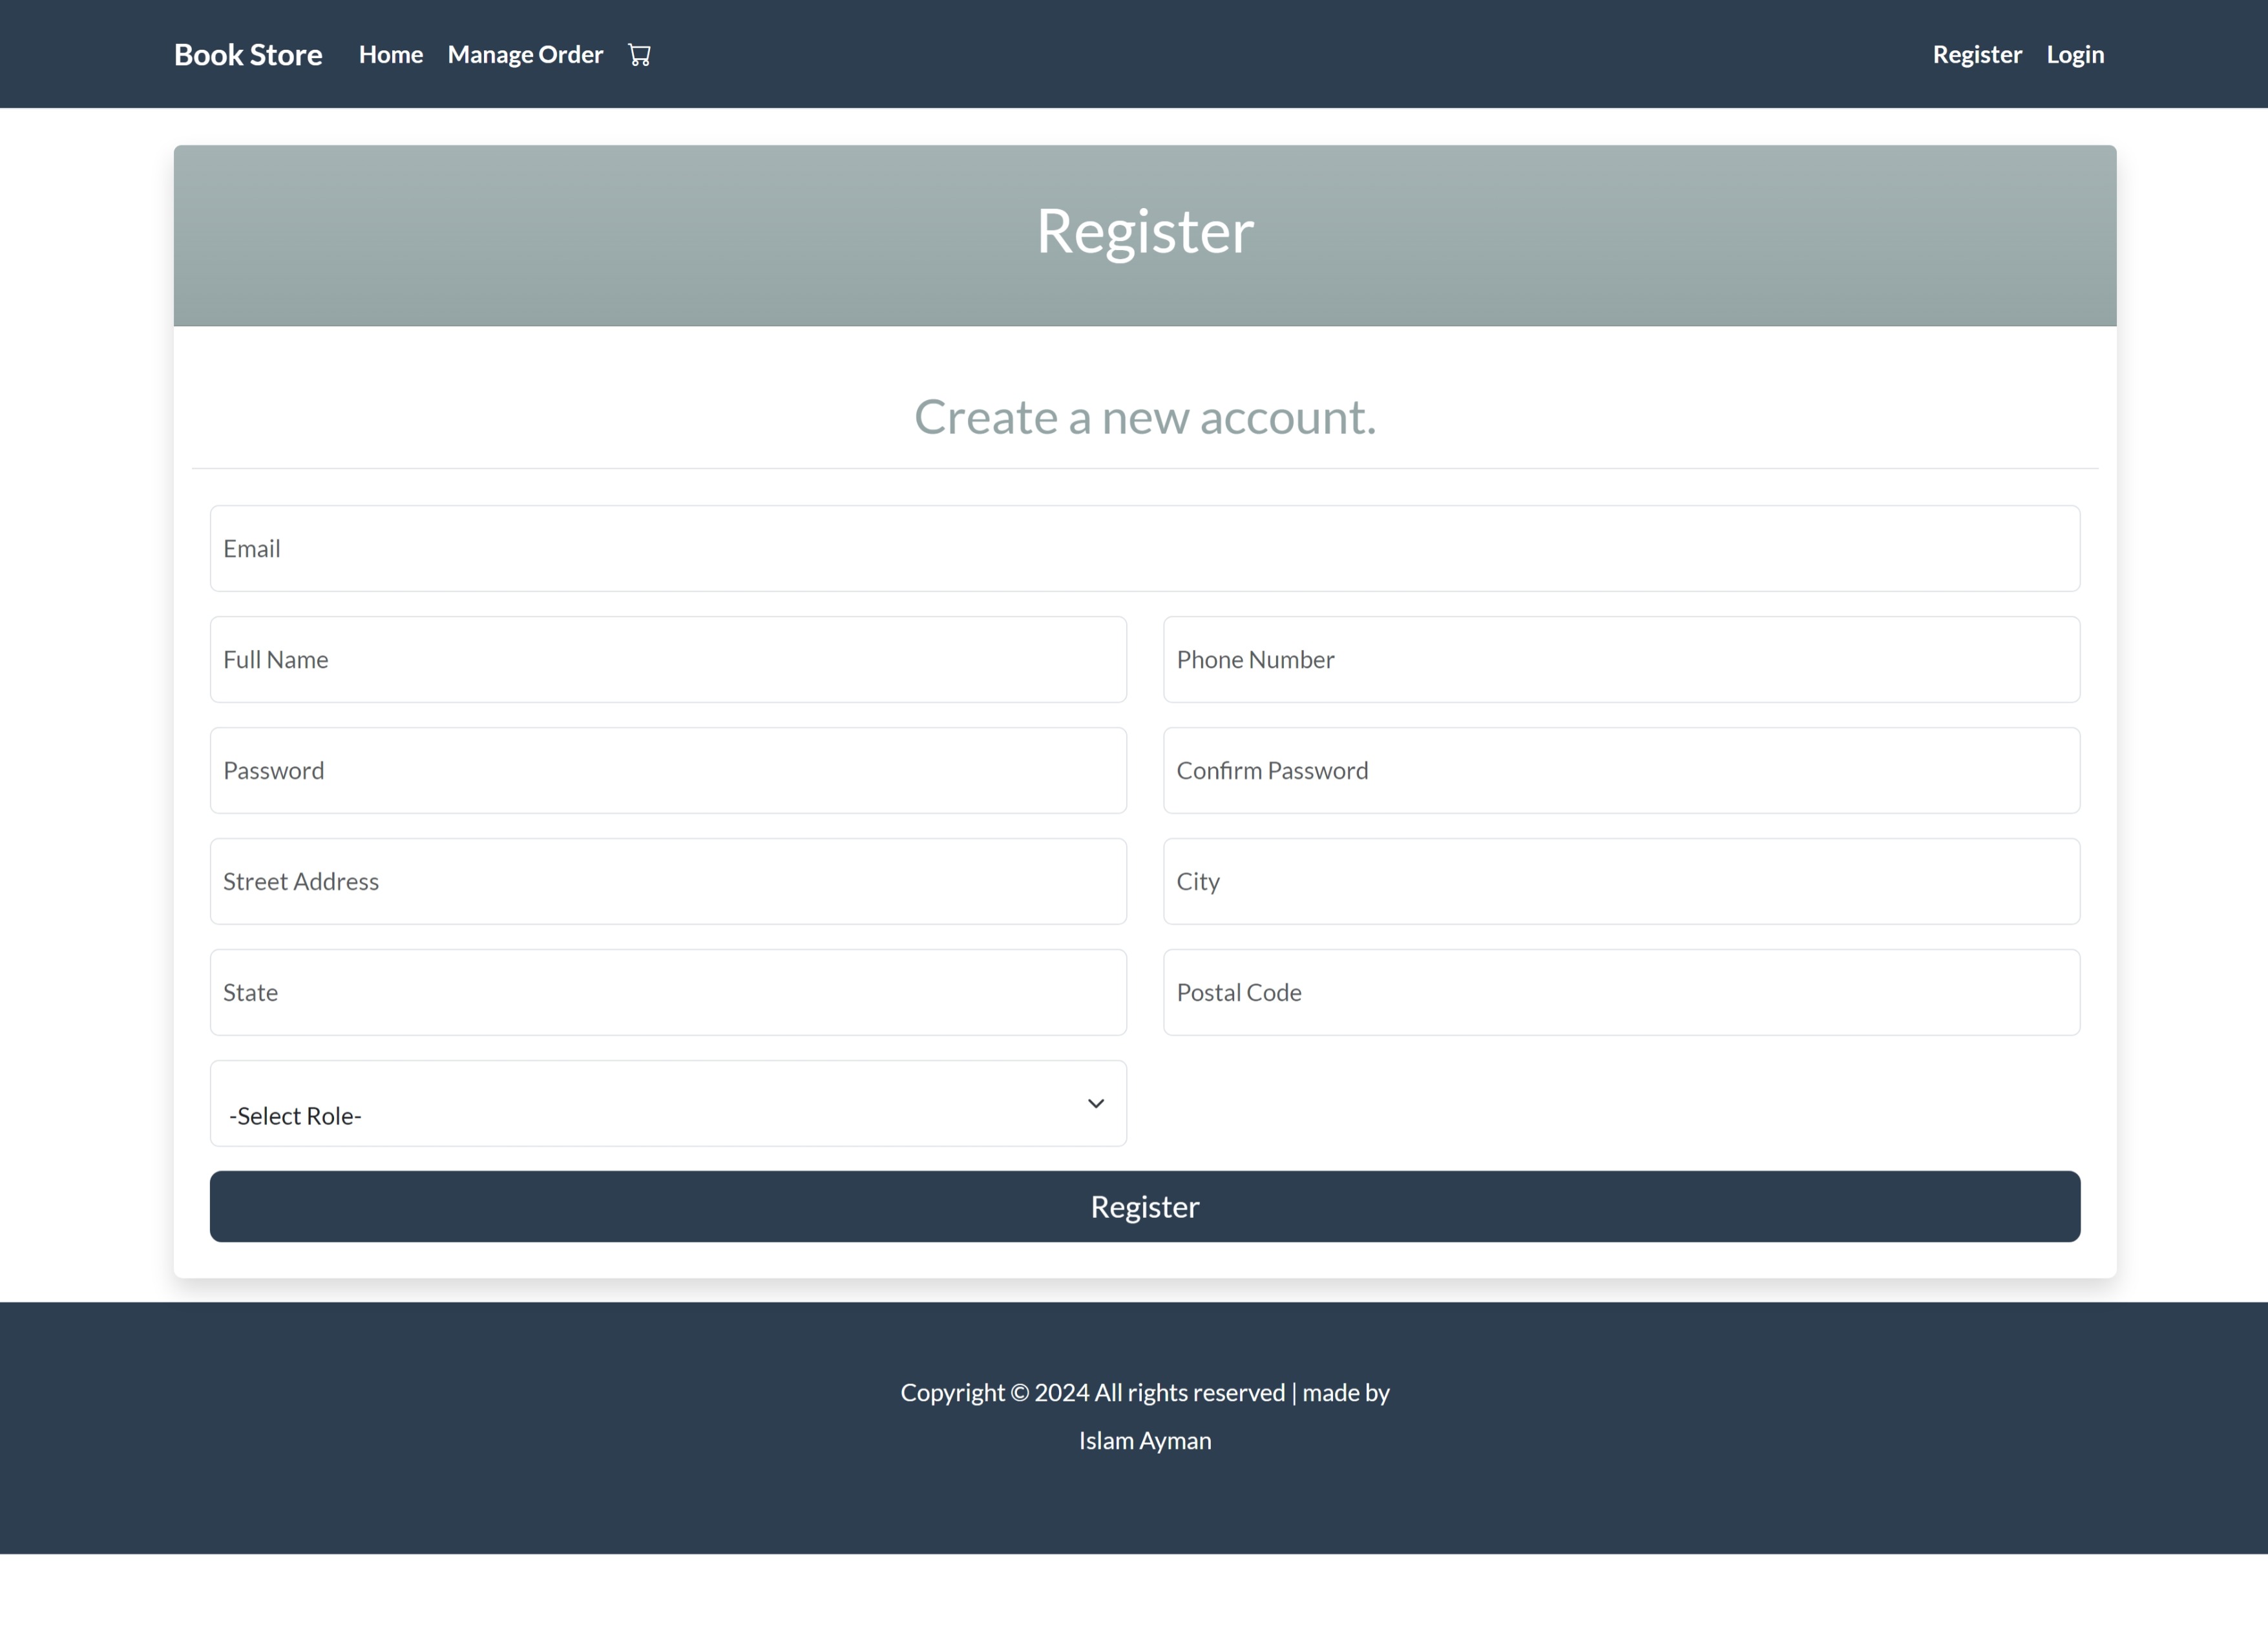 Book Store Home Manage Order Register Login
Register
Create a new account.
Email
Full Name Phone Number
Password Confirm Password
Street Address City
State Postal Code
-Select Role-
Register
Copyright © 2024 All rights reserved | made by
Islam Ayman